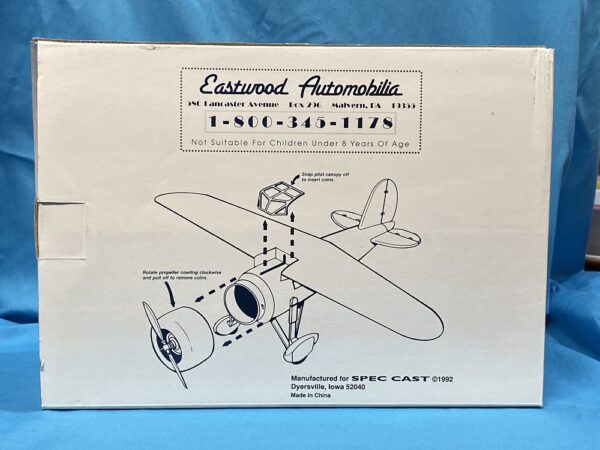 Eastwood Automobilia
580 Lancaster Avenue Box 296 Malvern, PA 19355
1-800-345-1178
Not Suitable For Children Under 8 Years Of Age
Snap pilot canopy off
to insert coins.
Rotate propeller cowling clockwise
and pull off to remove coins.
Manufactured for SPEC CAST ©1992
Dyersville, Iowa 52040
Made in China